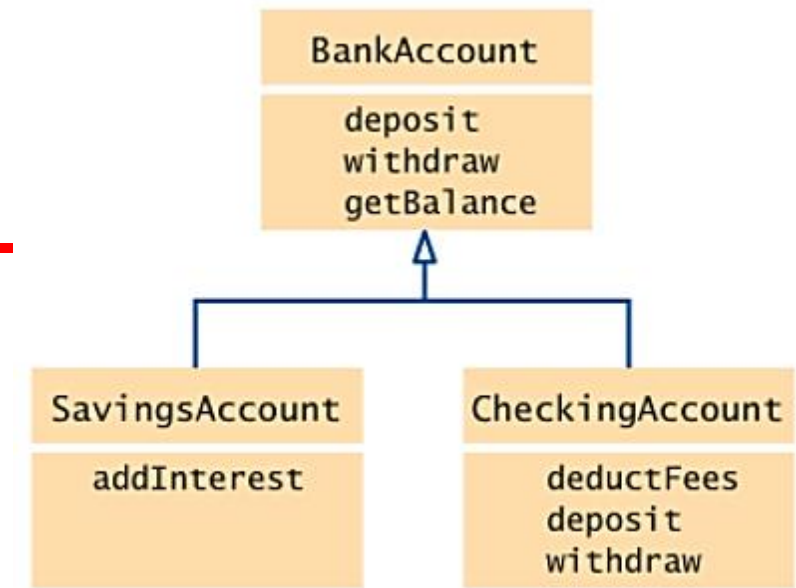 BankAccount
deposit
withdraw
getBalance
SavingsAccount
addInterest
CheckingAccount
deductFees
deposit
withdraw